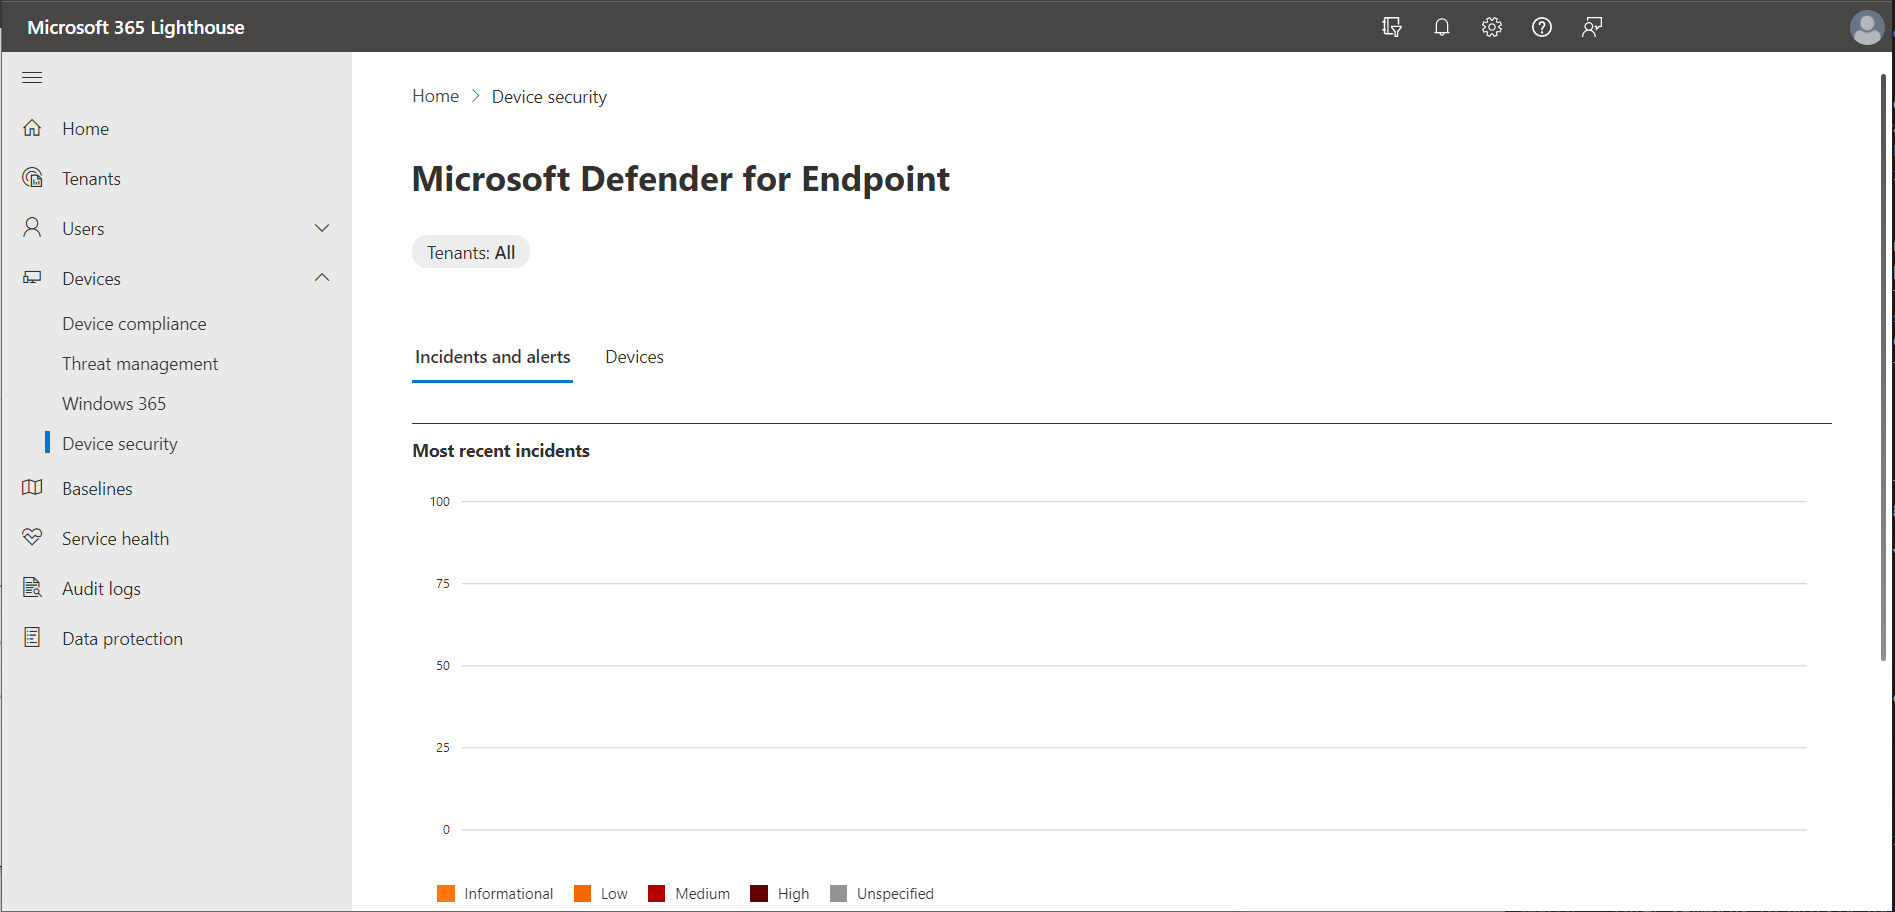 Microsoft 365 Lighthouse
Home
Tenants
Users
Devices
Device compliance
Threat management
Windows 365
Device security
Baselines
Service health
Audit logs
Data protection
Home > Device security
Microsoft Defender for Endpoint
Tenants: All
Incidents and alerts Devices
Most recent incidents
100
75
50
25
0
Informational Low Medium High Unspecified